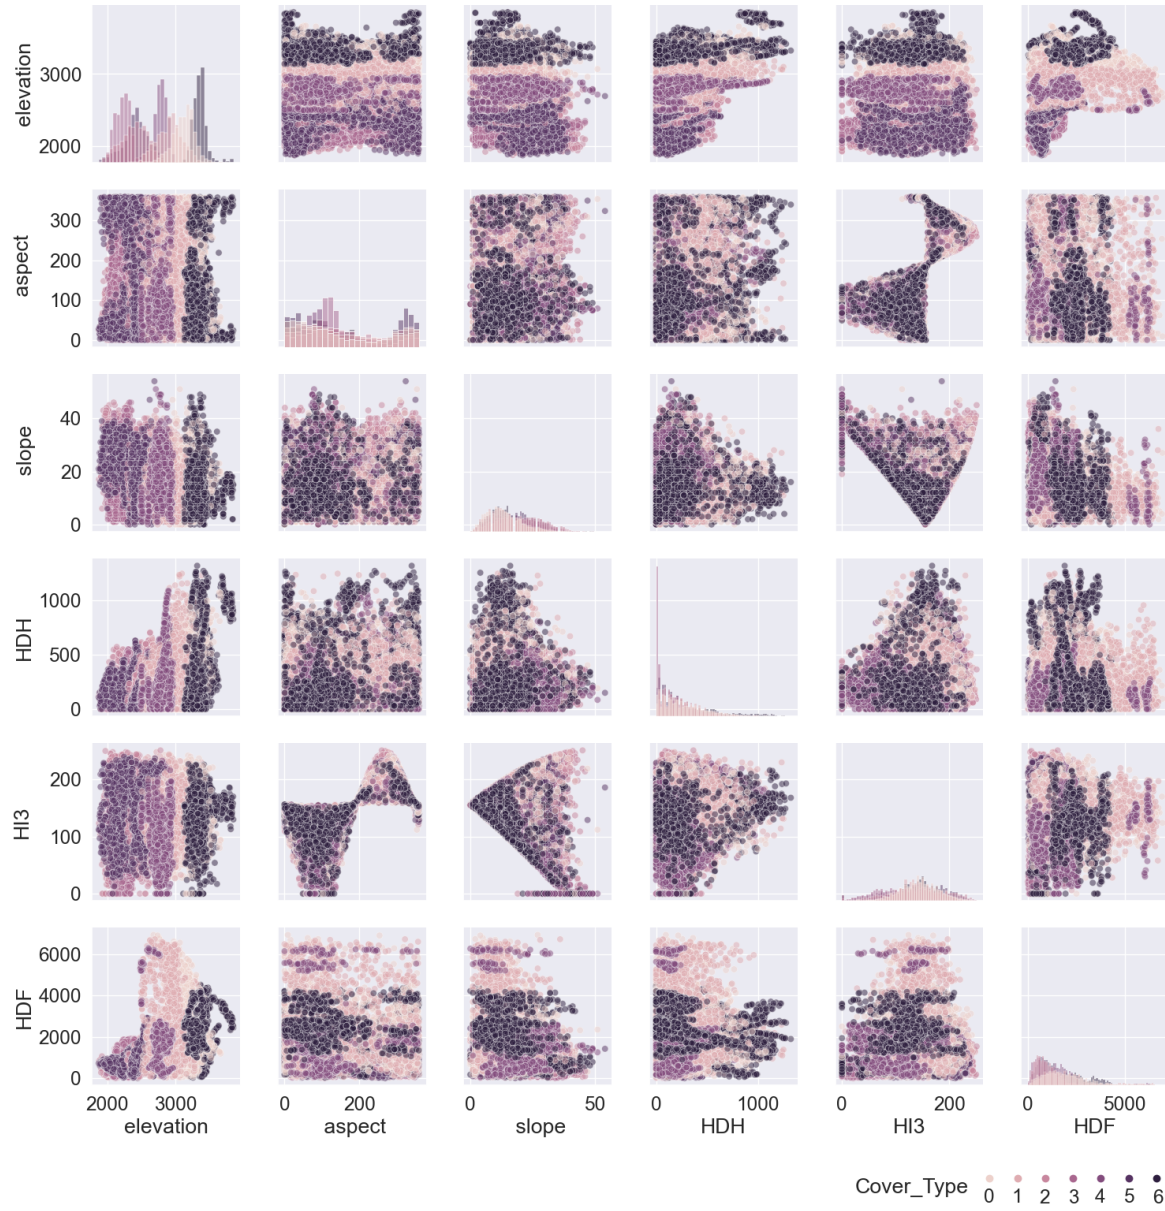 elevation
3000
2000
aspect
300
200
100
0
slope
40
20
0
HDH
1000
500
0
HI3
200
100
0
HDF
6000
4000
2000
0
2000 3000 0 200 0 50 0 1000 0 200 0 5000
elevation aspect slope HDH HI3 HDF
Cover_Type 0 1 2 3 4 5 6